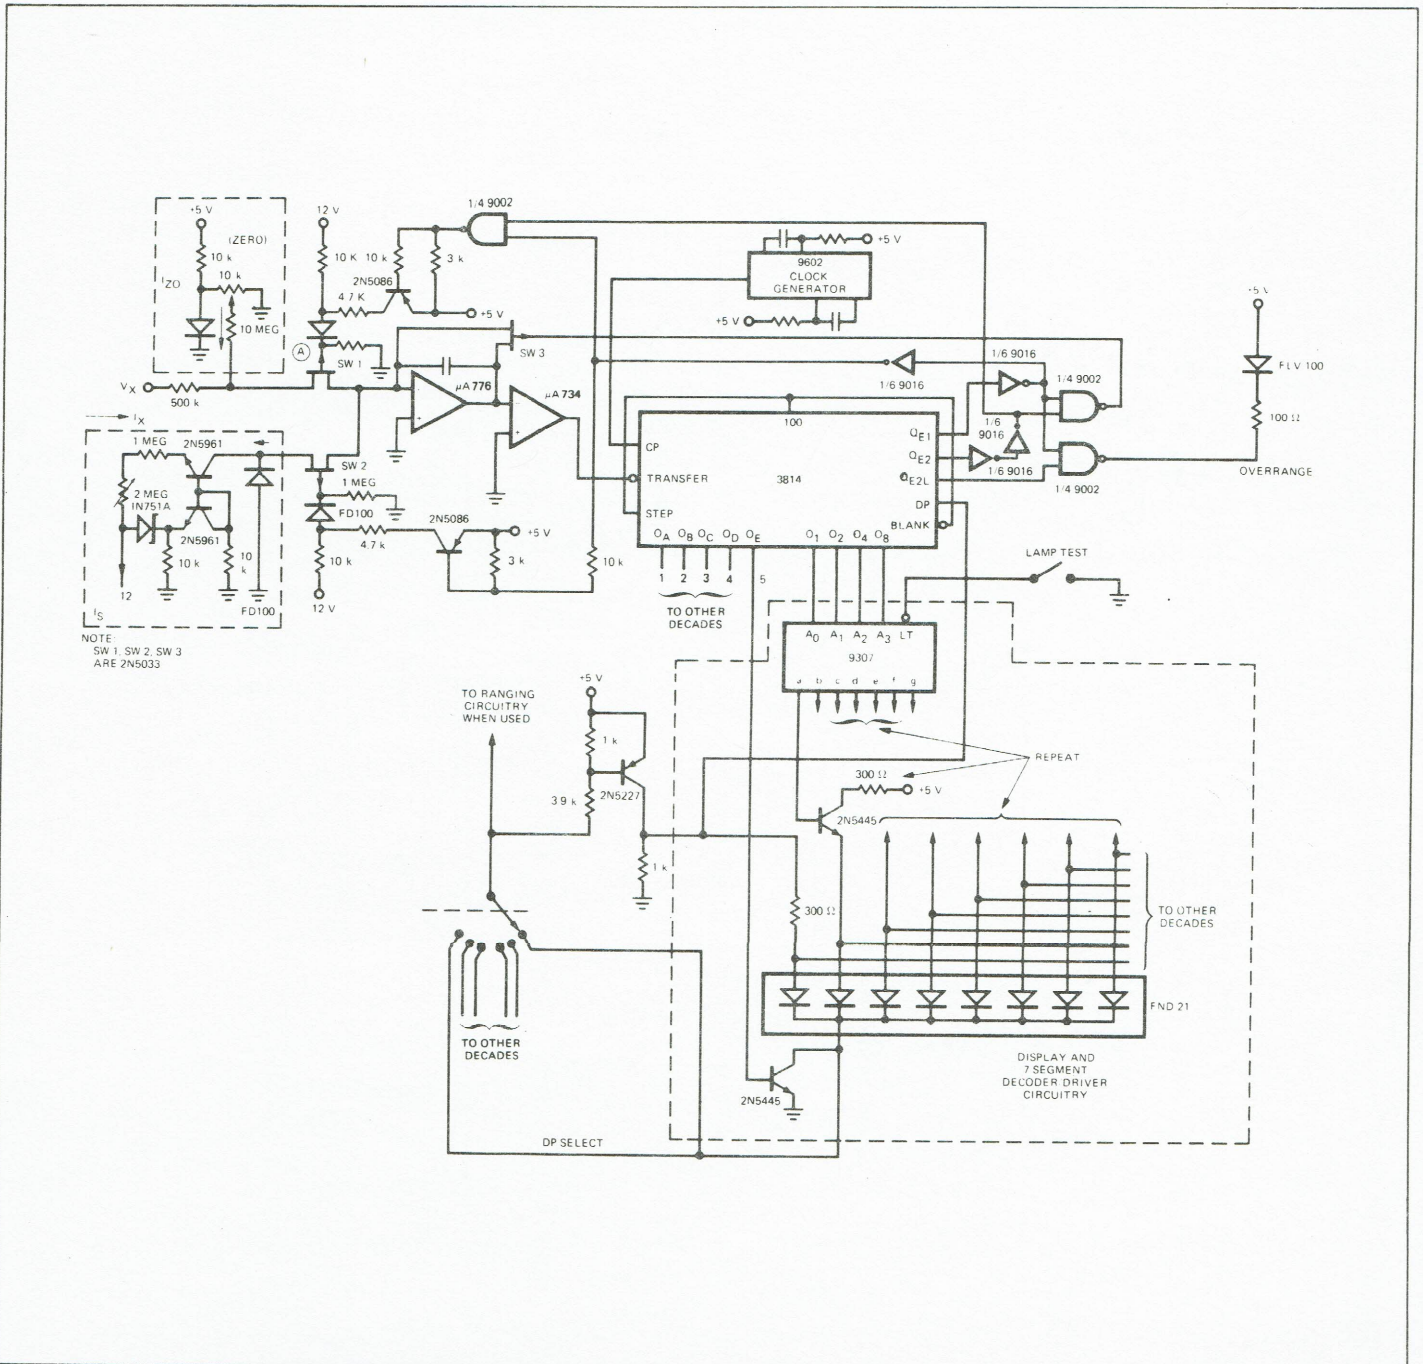 1/4 9002
+5 V
(ZERO)
10 k
10 k
IZO
10 MEG
12 V
10 K
10 k
3 k
2N5086
4.7 K
+5 V
A
SW 1
SW 3
+5 V
9602
CLOCK
GENERATOR
+5 V
+5 V
FLV 100
100 Ω
OVERRANGE
VX
500 k
IX
μA 776
-
+
μA 734
-
+
1/6 9016
1/6 9016
1/4 9002
1/6
9016
1/6 9016
1/4 9002
100
CP
TRANSFER
STEP
3814
QE1
QE2
QE2L
DP
BLANK
OA OB OC OD OE
O1 O2 O4 O8
1 2 3 4 5
TO OTHER
DECADES
1 MEG
2N5961
2 MEG
IN751A
2N5961
10 k
10
k
12
IS
FD100
SW 2
1 MEG
FD100
4.7k
10 k
12 V
2N5086
+5 V
3 k
10 k
NOTE:
SW 1, SW 2, SW 3
ARE 2N5033
LAMP TEST
A0 A1 A2 A3 LT
9307
a b c d e f g
REPEAT
TO RANGING
CIRCUITRY
WHEN USED
+5 V
1 k
2N5227
3.9 k
1 k
300 Ω
+5 V
2N5445
300 Ω
TO OTHER
DECADES
FND 21
TO OTHER
DECADES
2N5445
DISPLAY AND
7 SEGMENT
DECODER DRIVER
CIRCUITRY
DP SELECT